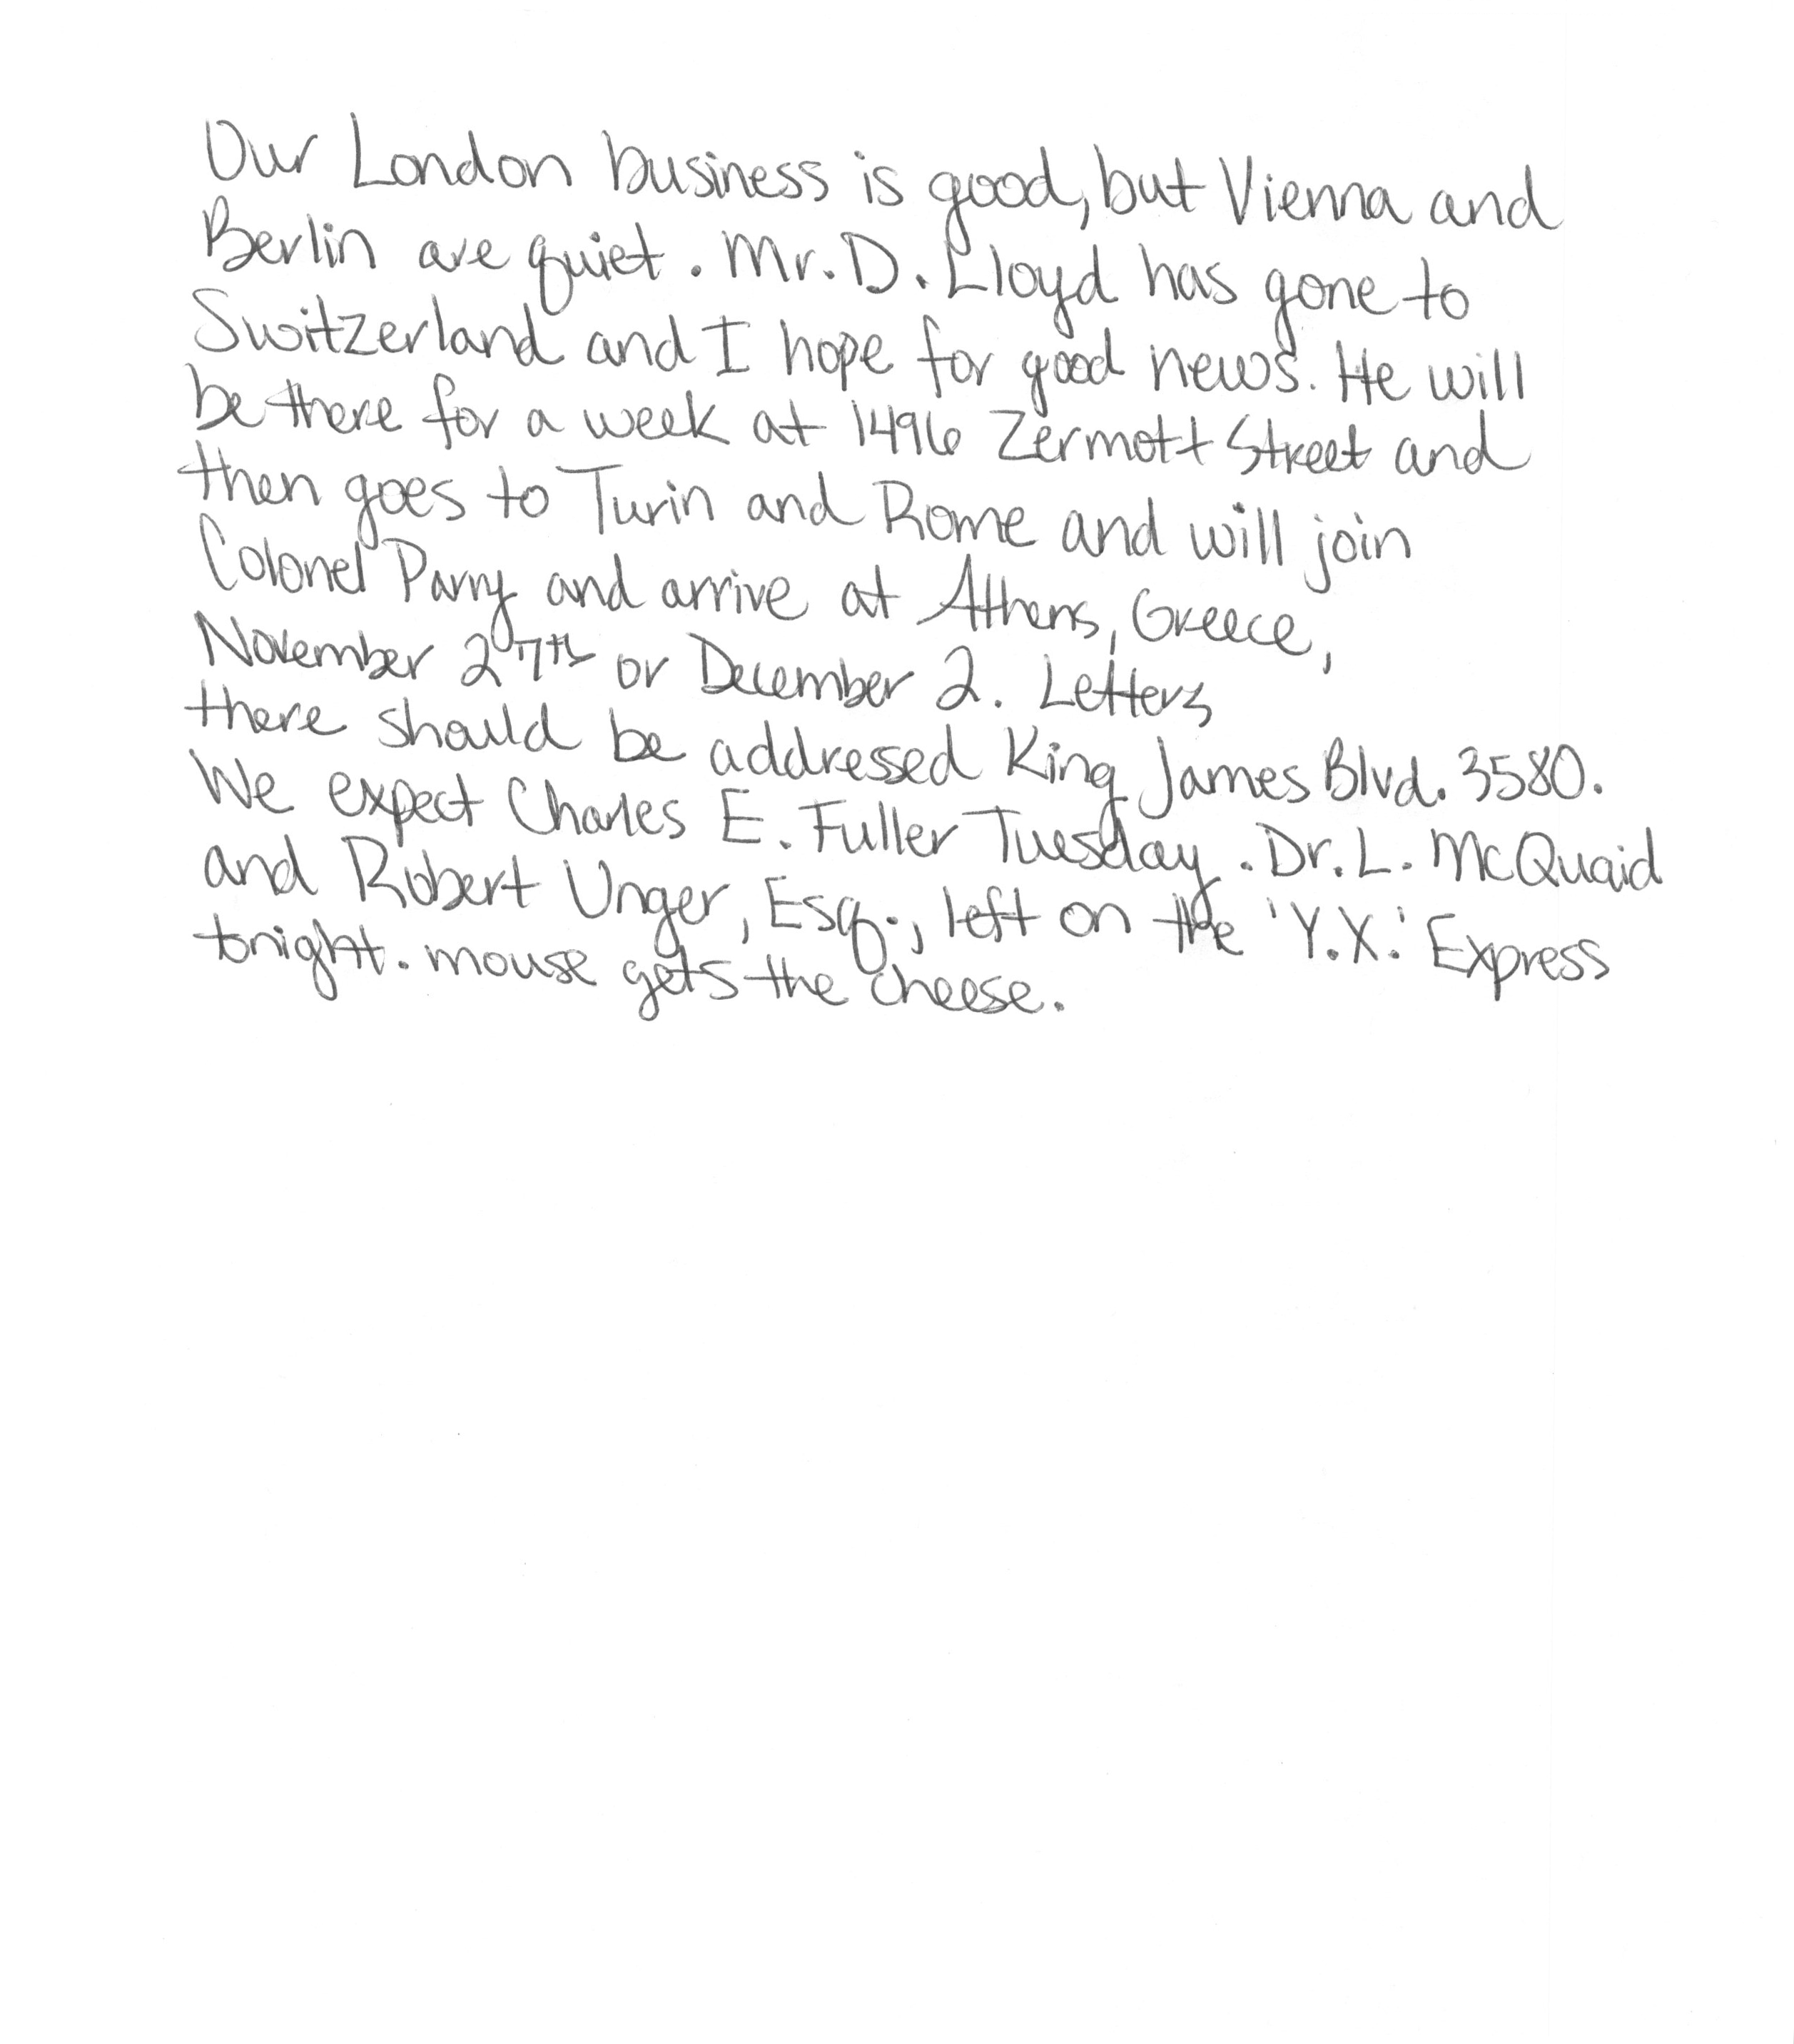 Our London business is good, but Vienna and
Berlin are quiet. Mr. D. Lloyd has gone to
Switzerland and I hope for good news. He will
be there for a week at 1496 Zermott Street and
then goes to Turin and Rome and will join
Colonel Parry and arrive at Athens, Greece,
November 27th or December 2. Letters
there should be addressed King James Blvd. 3580.
We expect Charles E. Fuller Tuesday. Dr. L. McQuaid
and Robert Unger, Esq., left on the 'Y.X.' Express
tonight. mouse gets the cheese.